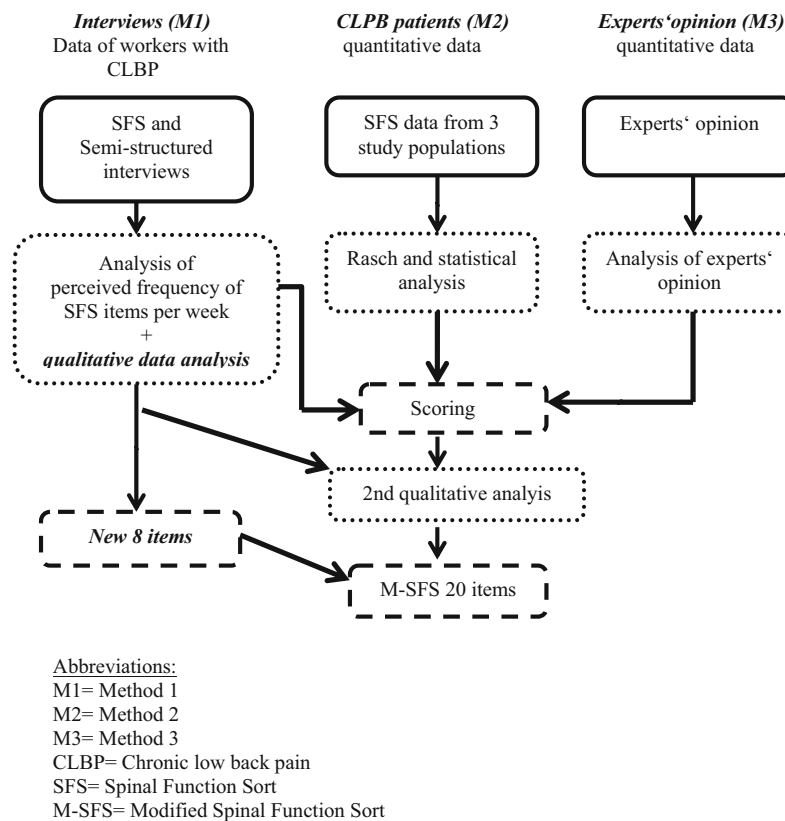 Interviews (M1)
Data of workers with
CLBP
CLPB patients (M2)
quantitative data
Experts‘opinion (M3)
quantitative data
SFS and
Semi-structured
interviews
SFS data from 3
study populations
Experts‘ opinion
Analysis of
perceived frequency of
SFS items per week
+
qualitative data analysis
Rasch and statistical
analysis
Analysis of experts‘
opinion
Scoring
2nd qualitative analyis
New 8 items
M-SFS 20 items
Abbreviations:
M1= Method 1
M2= Method 2
M3= Method 3
CLBP= Chronic low back pain
SFS= Spinal Function Sort
M-SFS= Modified Spinal Function Sort